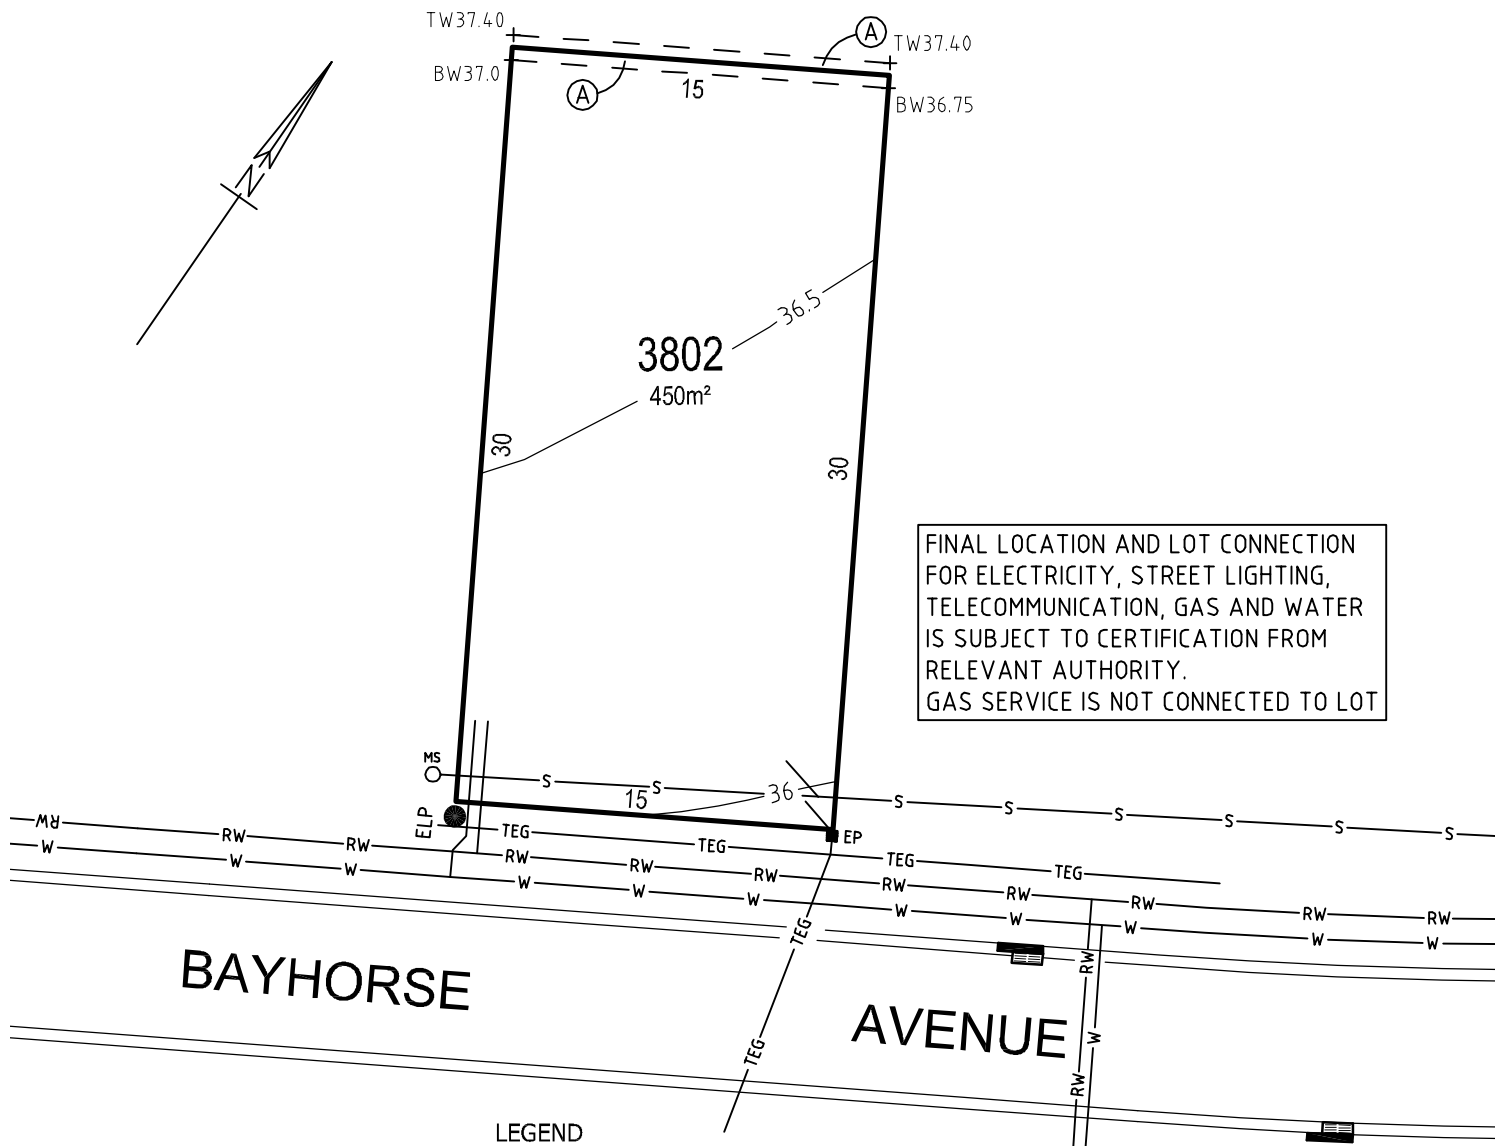 TW37.40
A
TW37.40
BW37.0
A
15
BW36.75
N
36.5
3802
450m²
30
30
FINAL LOCATION AND LOT CONNECTION
FOR ELECTRICITY, STREET LIGHTING,
TELECOMMUNICATION, GAS AND WATER
IS SUBJECT TO CERTIFICATION FROM
RELEVANT AUTHORITY.
GAS SERVICE IS NOT CONNECTED TO LOT
MS
S S S S S S S S
15
36
ELP
EP
TEG TEG TEG TEG
RW RW RW RW RW RW RW RW RW RW RW
W W W W W W W W W W W
TEG
RW
BAYHORSE AVENUE
W
TEG
RW
LEGEND